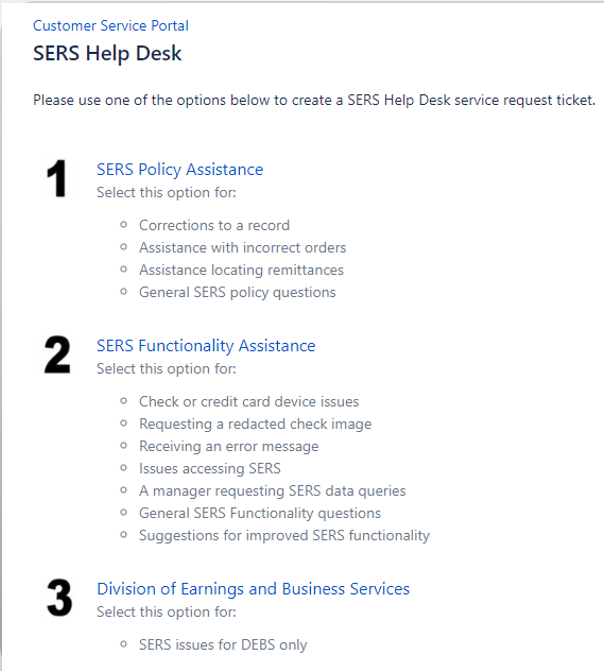 Customer Service Portal
SERS Help Desk
Please use one of the options below to create a SERS Help Desk service request ticket.
1 SERS Policy Assistance
Select this option for:
Corrections to a record
Assistance with incorrect orders
Assistance locating remittances
General SERS policy questions
2 SERS Functionality Assistance
Select this option for:
Check or credit card device issues
Requesting a redacted check image
Receiving an error message
Issues accessing SERS
A manager requesting SERS data queries
General SERS Functionality questions
Suggestions for improved SERS functionality
3 Division of Earnings and Business Services
Select this option for:
SERS issues for DEBS only